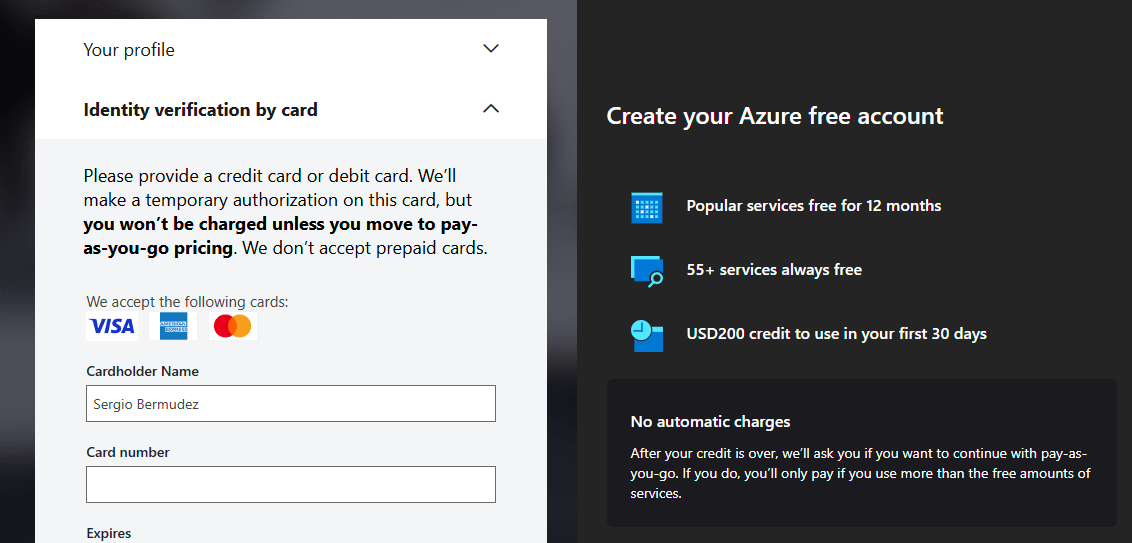 Your profile
Identity verification by card
Please provide a credit card or debit card. We’ll
make a temporary authorization on this card, but
you won’t be charged unless you move to pay-
as-you-go pricing. We don’t accept prepaid cards.
We accept the following cards:
VISA AMERICAN EXPRESS
Cardholder Name
Sergio Bermudez
Card number
Expires
Create your Azure free account
Popular services free for 12 months
55+ services always free
USD200 credit to use in your first 30 days
No automatic charges
After your credit is over, we’ll ask you if you want to continue with pay-as-
you-go. If you do, you’ll only pay if you use more than the free amounts of
services.